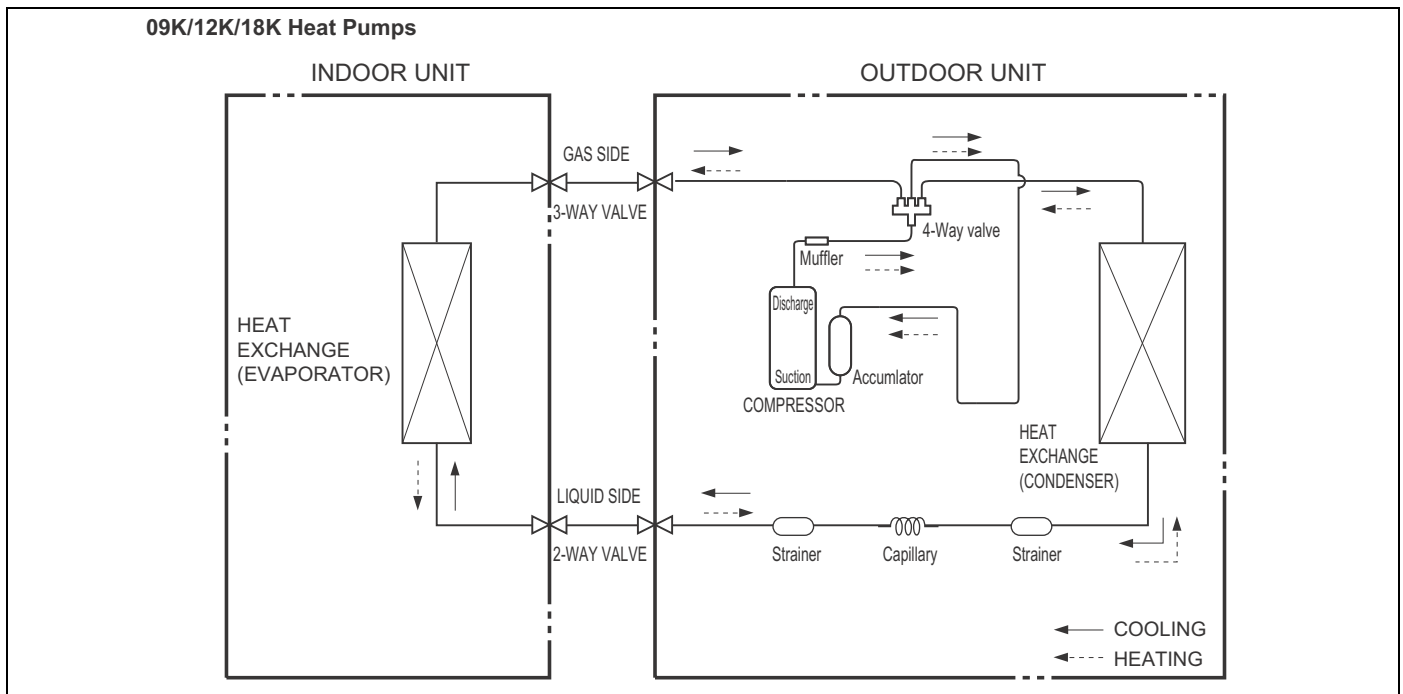 09K/12K/18K Heat Pumps
INDOOR UNIT
OUTDOOR UNIT
GAS SIDE
3-WAY VALVE
4-Way valve
Muffler
Discharge
Suction
Accumlator
COMPRESSOR
HEAT
EXCHANGE
(EVAPORATOR)
HEAT
EXCHANGE
(CONDENSER)
LIQUID SIDE
2-WAY VALVE
Strainer
Capillary
Strainer
COOLING
HEATING